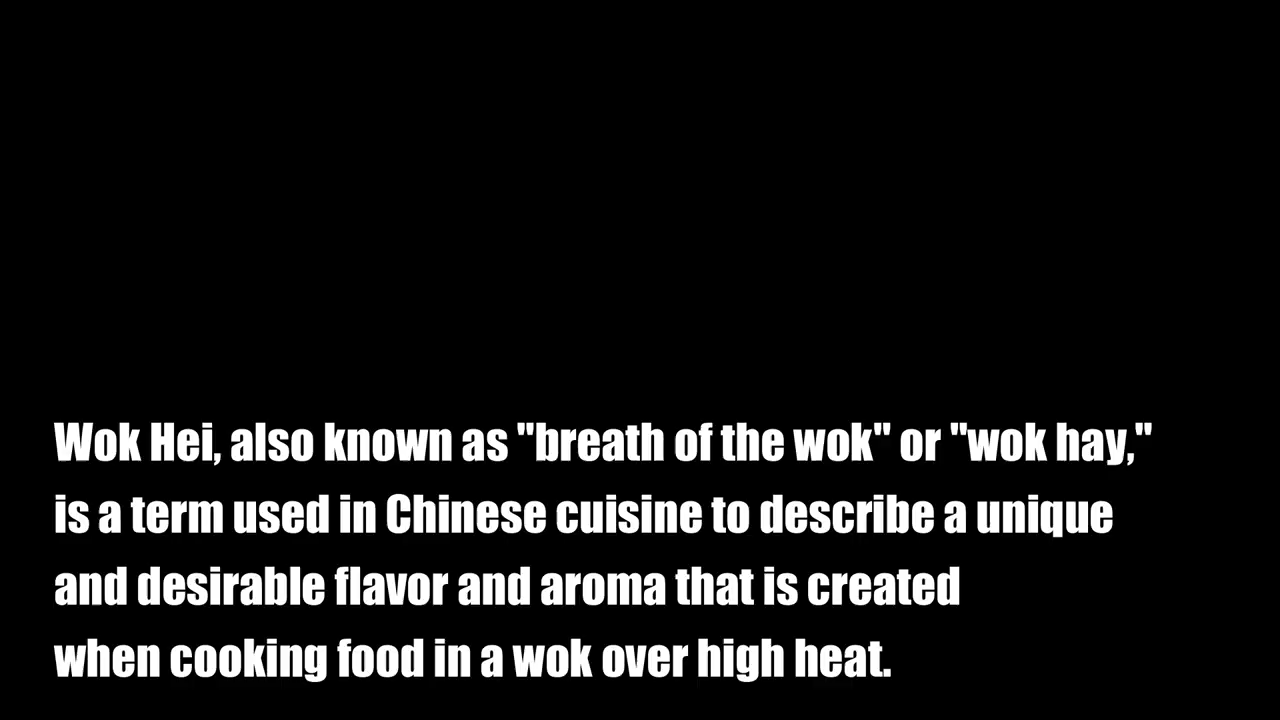 Wok Hei, also known as "breath of the wok" or "wok hay,"
is a term used in Chinese cuisine to describe a unique
and desirable flavor and aroma that is created
when cooking food in a wok over high heat.